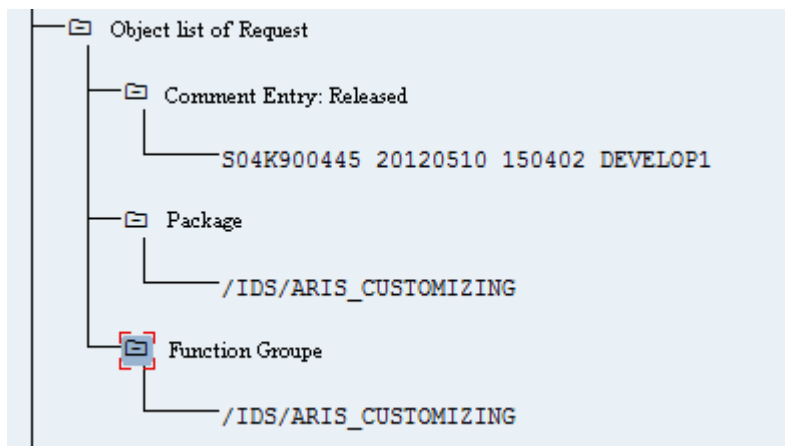 Object list of Request
Comment Entry: Released
S04K900445 20120510 150402 DEVELOP1
Package
/IDS/ARIS_CUSTOMIZING
Function Groupe
/IDS/ARIS_CUSTOMIZING